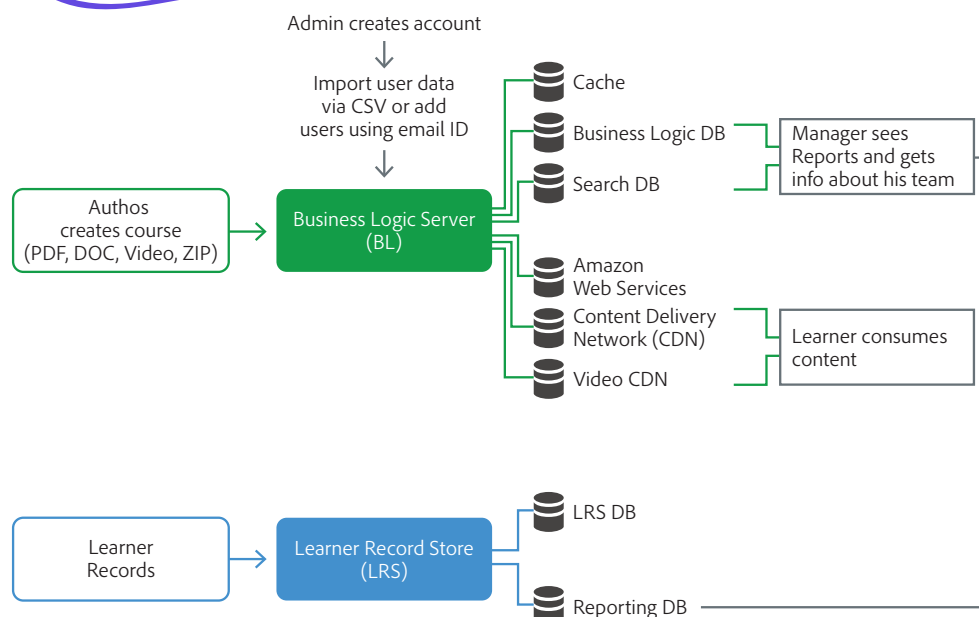 Admin creates account
Import user data
via CSV or add
users using email ID
Cache
Business Logic DB
Search DB
Manager sees
Reports and gets
info about his team
Authos
creates course
(PDF, DOC, Video, ZIP)
Business Logic Server
(BL)
Amazon
Web Services
Content Delivery
Network (CDN)
Video CDN
Learner consumes
content
Learner
Records
Learner Record Store
(LRS)
LRS DB
Reporting DB